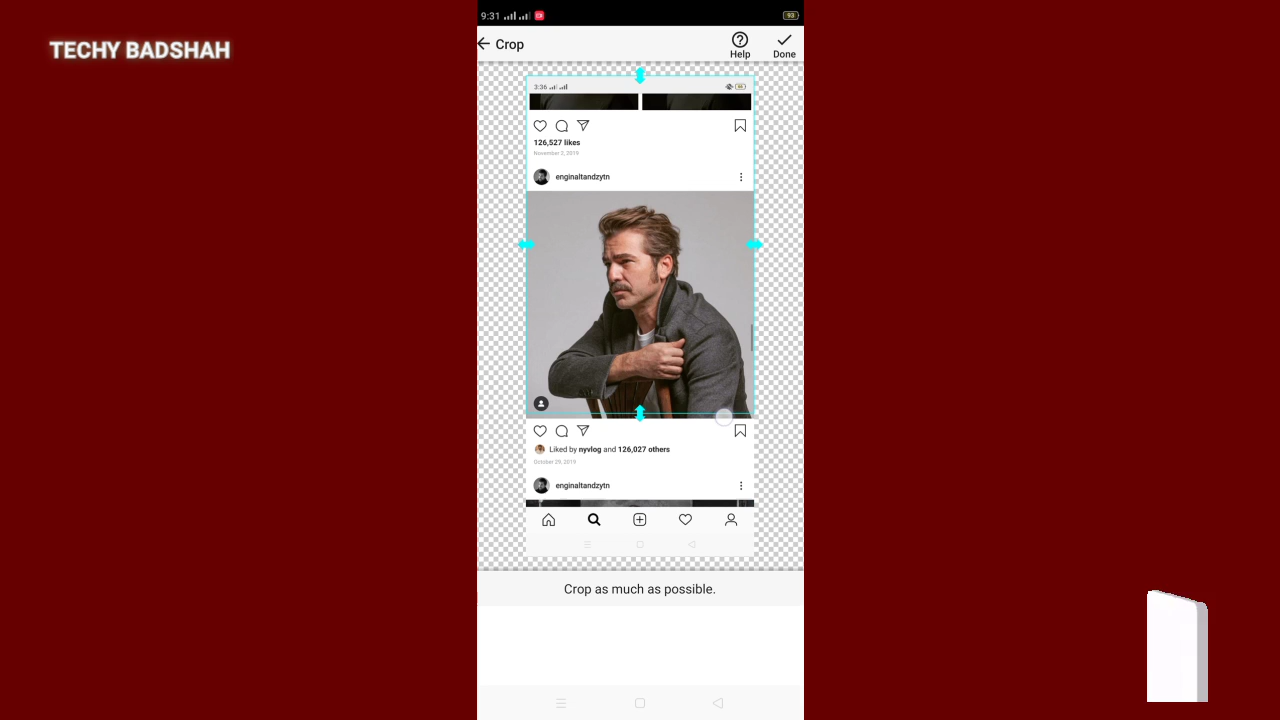 TECHY BADSHAH
9:31
93
Crop
Help
Done
3:36
126,527 likes
November 2, 2019
enginaltandzytn
Liked by nyvlog and 126,027 others
October 29, 2019
enginaltandzytn
Crop as much as possible.